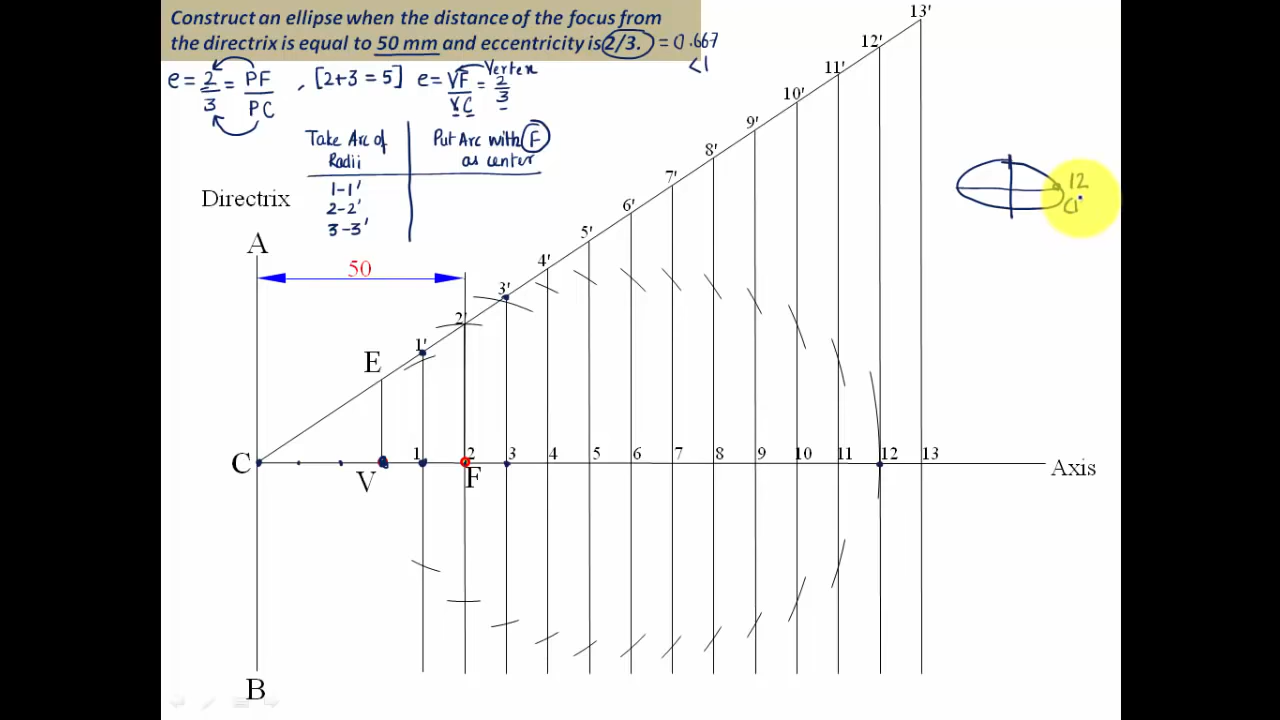 Construct an ellipse when the distance of the focus from
the directrix is equal to 50 mm and eccentricity is 2/3. = 0.667
<1
e = 2/3 = PF/PC , [2+3 = 5] e = VF/VC = 2/3 Vertex
Take Arc of Radii
Put Arc with F as center
1-1'
2-2'
3-3'
Directrix
A
50
E
C
V
F
B
1' 2' 3' 4' 5' 6' 7' 8' 9' 10' 11' 12' 13'
1 2 3 4 5 6 7 8 9 10 11 12 13
Axis
12